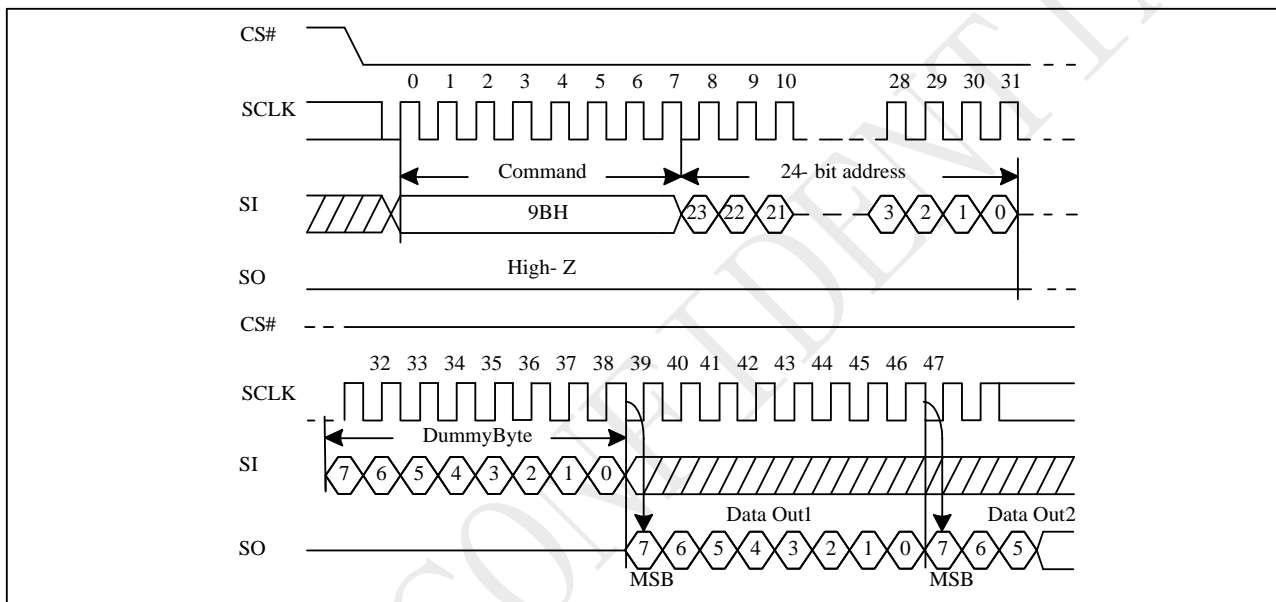 CS#
0 1 2 3 4 5 6 7 8 9 10 28 29 30 31
SCLK
Command 24- bit address
SI 9BH 23 22 21 3 2 1 0
High- Z
SO
CS#
32 33 34 35 36 37 38 39 40 41 42 43 44 45 46 47
SCLK
DummyByte
SI 7 6 5 4 3 2 1 0
Data Out1 Data Out2
SO 7 6 5 4 3 2 1 0 7 6 5
MSB MSB